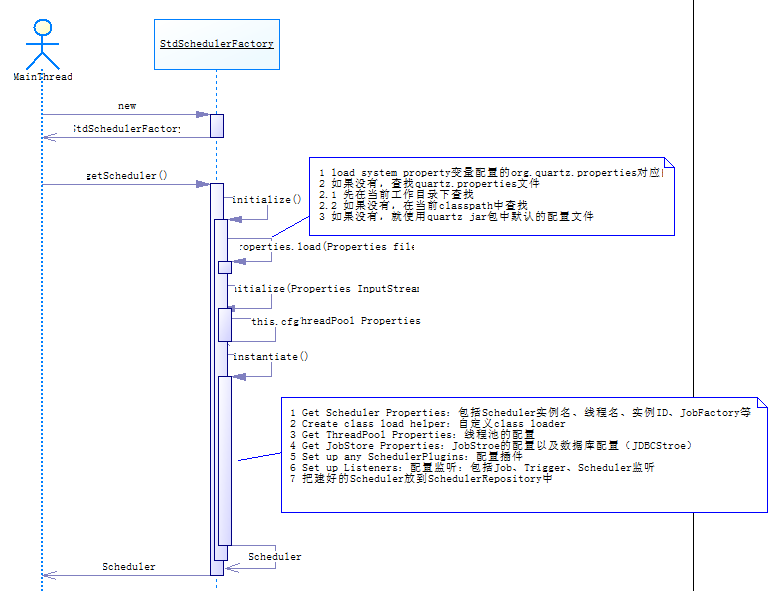 StdSchedulerFactory
MainThread
new
StdSchedulerFactory
getScheduler()
1 load system property变量配置的org.quartz.properties对应
2 如果没有，查找quartz.properties文件
2.1 先在当前工作目录下查找
2.2 如果没有，在当前classpath中查找
3 如果没有，就使用quartz jar包中默认的配置文件
initialize()
roperties.load(Properties file
nitialize(Properties InputStream
this.cfg hreadPool Properties
instantiate()
1 Get Scheduler Properties：包括Scheduler实例名、线程名、实例ID、JobFactory等
2 Create class load helper：自定义class loader
3 Get ThreadPool Properties：线程池的配置
4 Get JobStore Properties：JobStroe的配置以及数据库配置（JDBCStroe）
5 Set up any SchedulerPlugins：配置插件
6 Set up Listeners：配置监听：包括Job、Trigger、Scheduler监听
7 把建好的Scheduler放到SchedulerRepository中
Scheduler
Scheduler